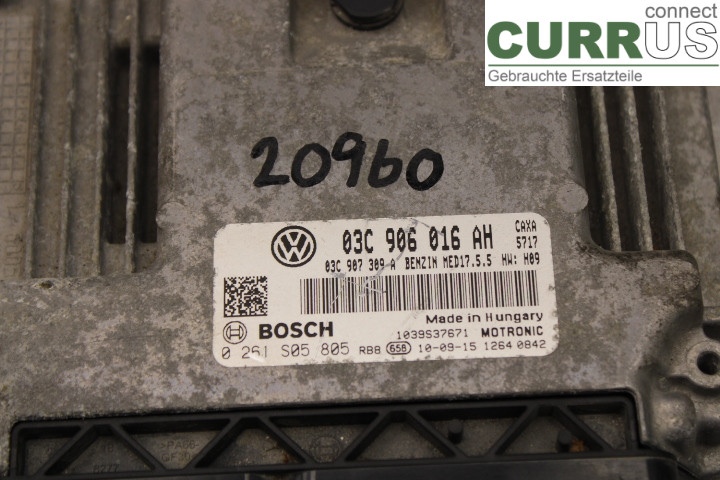 connect
CURRUS
Gebrauchte Ersatzteile
20960
03C 906 016 AH
CAXA
5717
03C 907 309 A BENZIN MED17.5.5 HW: H09
Made in Hungary
BOSCH
1039S37671 MOTRONIC
0 261 S05 805 RBB 658 10-09-15 1264 0842